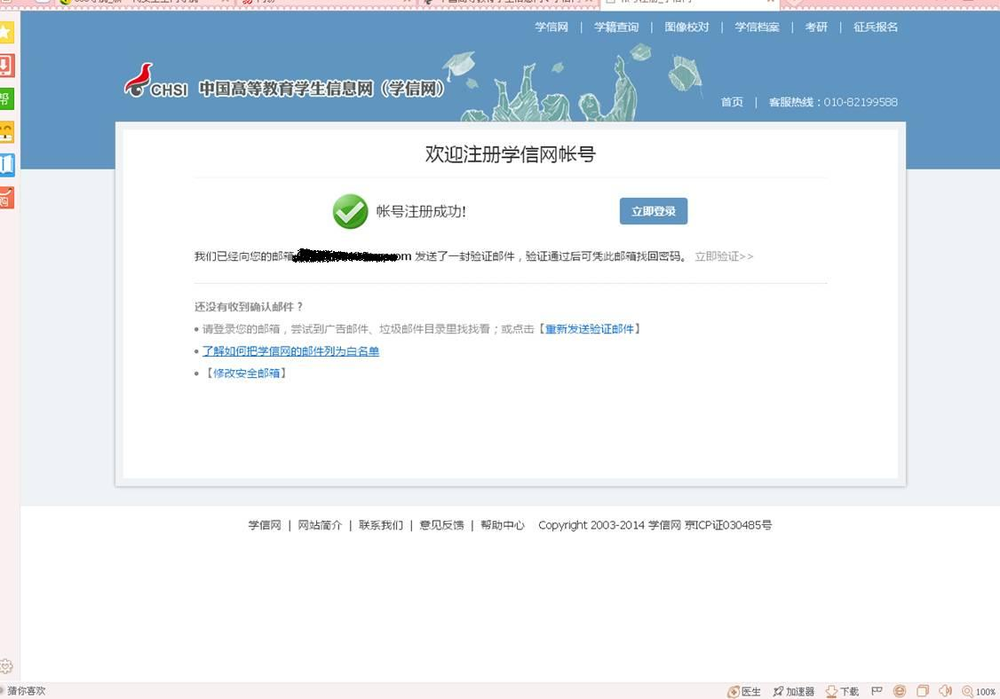 学信网 | 学籍查询 | 图像校对 | 学信档案 | 考研 | 征兵报名
CHSI 中国高等教育学生信息网（学信网）
首页 | 客服热线：010-82199588
帮
购
欢迎注册学信网帐号
帐号注册成功!
立即登录
我们已经向您的邮箱 om 发送了一封验证邮件，验证通过后可凭此邮箱找回密码。 立即验证>>
还没有收到确认邮件？
• 请登录您的邮箱，尝试到广告邮件、垃圾邮件目录里找找看；或点击【重新发送验证邮件】
• 了解如何把学信网的邮件列为白名单
• 【修改安全邮箱】
学信网 | 网站简介 | 联系我们 | 意见反馈 | 帮助中心 Copyright 2003-2014 学信网 京ICP证030485号
猜你喜欢
医生 加速器 下载 100%